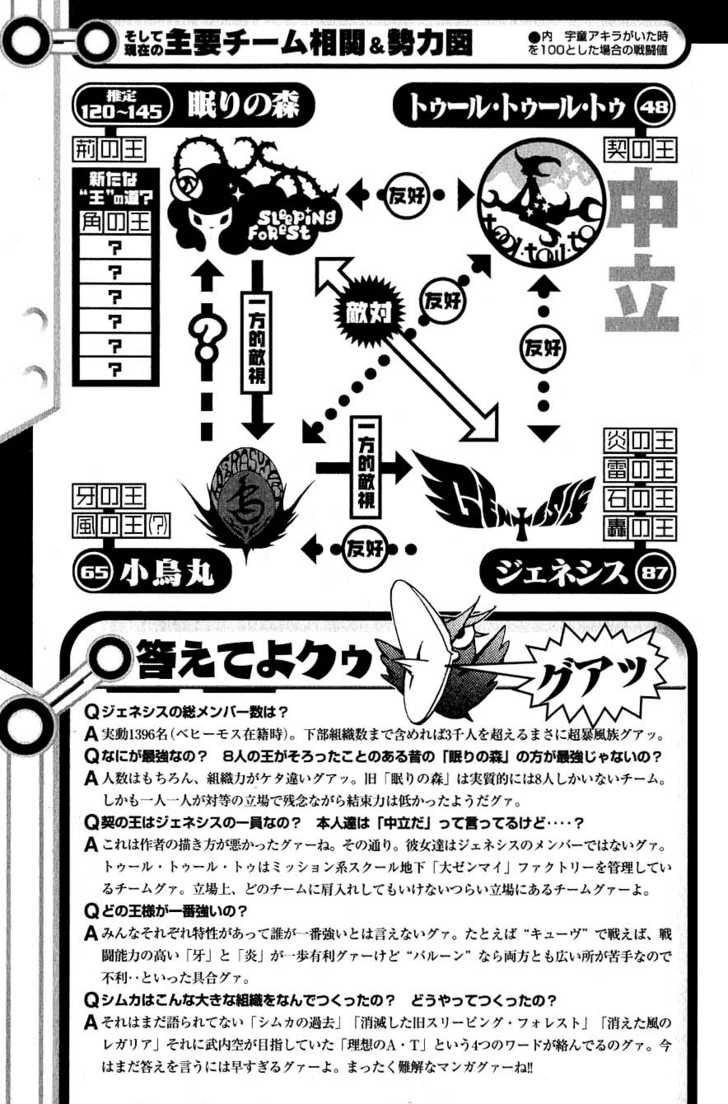 そして
現在の主要チーム相関&勢力図
●内　宇童アキラがいた時
を100とした場合の戦闘値
推定
120〜145
眠りの森
トゥール・トゥール・トゥ 48
荊の王
契の王
新たな
“王”の道?
角の王
?
?
?
?
?
?
SLeePiNg
FoResT
友好
tool・toul・to
中立
友好
敵対
?
一方的敵視
友好
一方的敵視
烏
GENESIS
炎の王
雷の王
石の王
轟の王
牙の王
風の王(?)
友好
65 小烏丸
ジェネシス 87
答えてよクゥ
グアッ
Qジェネシスの総メンバー数は?
A実動1396名(ベヒーモス在籍時)。下部組織数まで含めれば3千人を超えるまさに超暴風族グアッ。
Qなにが最強なの?　8人の王がそろったことのある昔の「眠りの森」の方が最強じゃないの?
A人数はもちろん、組織力がケタ違いグアッ。旧「眠りの森」は実質的には8人しかいないチーム。
しかも一人一人が対等の立場で残念ながら結束力は低かったようだグァ。
Q契の王はジェネシスの一員なの?　本人達は「中立だ」って言ってるけど・・・・?
Aこれは作者の描き方が悪かったグァーね。その通り。彼女達はジェネシスのメンバーではないグァ。
トゥール・トゥール・トゥはミッション系スクール地下「大ゼンマイ」ファクトリーを管理してい
るチームグァ。立場上、どのチームに肩入れしてもいけないつらい立場にあるチームグァーよ。
Qどの王様が一番強いの?
Aみんなそれぞれ特性があって誰が一番強いとは言えないグァ。たとえば“キューヴ”で戦えば、戦
闘能力の高い「牙」と「炎」が一歩有利グァーけど“バルーン”なら両方とも広い所が苦手なので
不利・・といった具合グァ。
Qシムカはこんな大きな組織をなんでつくったの?　どうやってつくったの?
Aそれはまだ語られてない「シムカの過去」「消滅した旧スリーピング・フォレスト」「消えた風の
レガリア」それに武内空が目指していた「理想のA・T」という4つのワードが絡んでるのグァ。今
はまだ答えを言うには早すぎるグァーよ。まったく難解なマンガグァーね!!